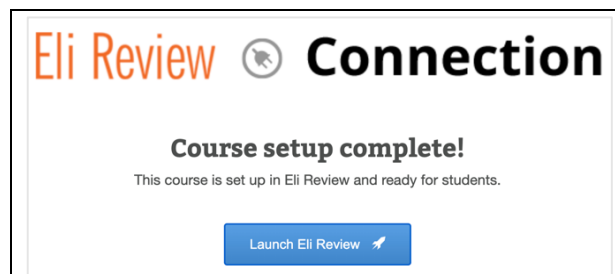 Eli Review Connection
Course setup complete!
This course is set up in Eli Review and ready for students.
Launch Eli Review